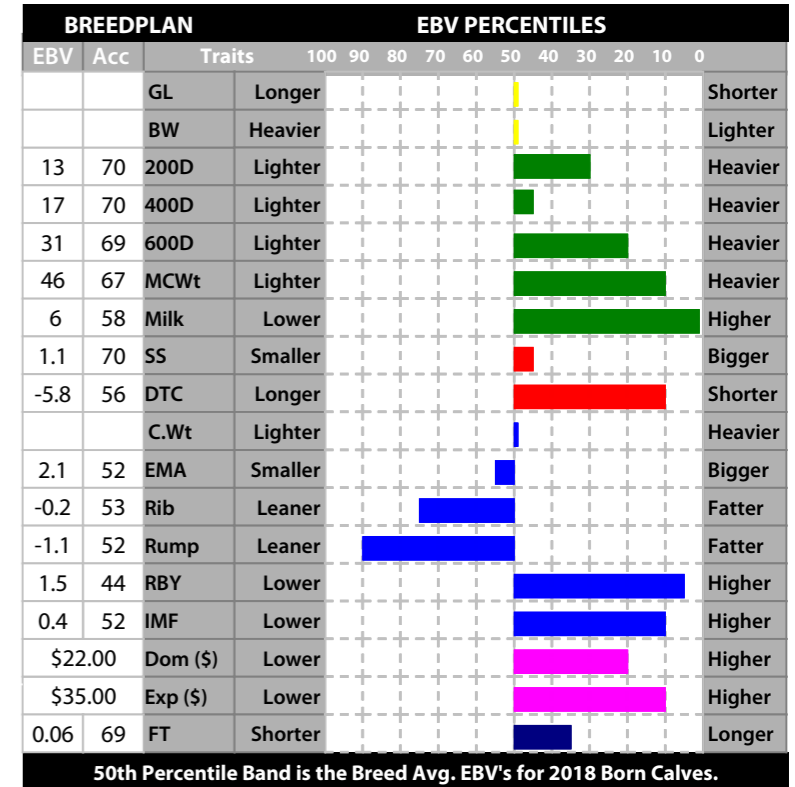 BREEDPLAN EBV PERCENTILES
EBV Acc Traits 100 90 80 70 60 50 40 30 20 10 0
GL Longer Shorter
BW Heavier Lighter
13 70 200D Lighter Heavier
17 70 400D Lighter Heavier
31 69 600D Lighter Heavier
46 67 MCWt Lighter Heavier
6 58 Milk Lower Higher
1.1 70 SS Smaller Bigger
-5.8 56 DTC Longer Shorter
C.Wt Lighter Heavier
2.1 52 EMA Smaller Bigger
-0.2 53 Rib Leaner Fatter
-1.1 52 Rump Leaner Fatter
1.5 44 RBY Lower Higher
0.4 52 IMF Lower Higher
$22.00 Dom ($) Lower Higher
$35.00 Exp ($) Lower Higher
0.06 69 FT Shorter Longer
50th Percentile Band is the Breed Avg. EBV's for 2018 Born Calves.